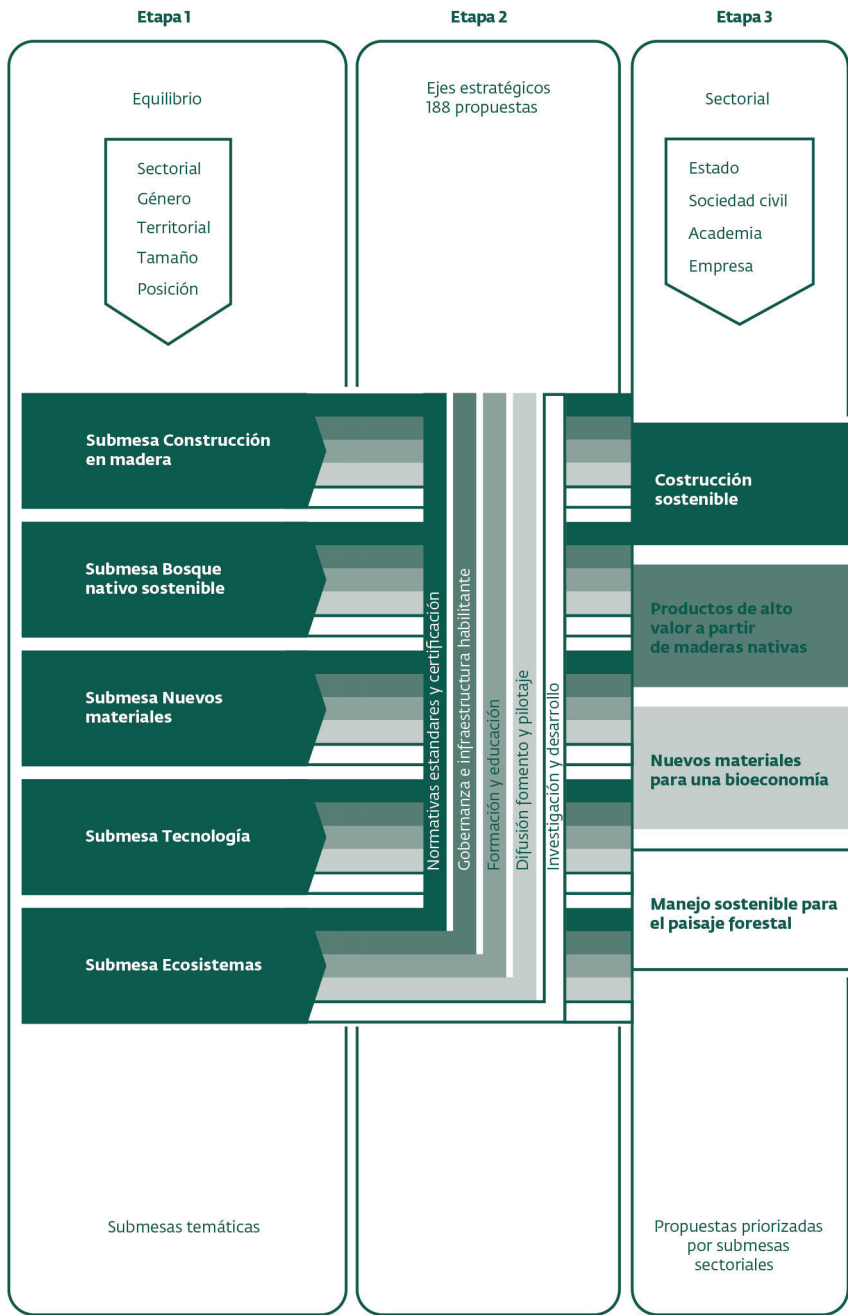 Etapa 1
Equilibrio
Sectorial
Género
Territorial
Tamaño
Posición
Submesa Construcción
en madera
Submesa Bosque
nativo sostenible
Submesa Nuevos
materiales
Submesa Tecnología
Submesa Ecosistemas
Submesas temáticas
Etapa 2
Ejes estratégicos
188 propuestas
Normativas estandares y certificación
Gobernanza e infraestructura habilitante
Formación y educación
Difusión fomento y pilotaje
Investigación y desarrollo
Etapa 3
Sectorial
Estado
Sociedad civil
Academia
Empresa
Costrucción
sostenible
Productos de alto
valor a partir
de maderas nativas
Nuevos materiales
para una bioeconomía
Manejo sostenible para
el paisaje forestal
Propuestas priorizadas
por submesas
sectoriales